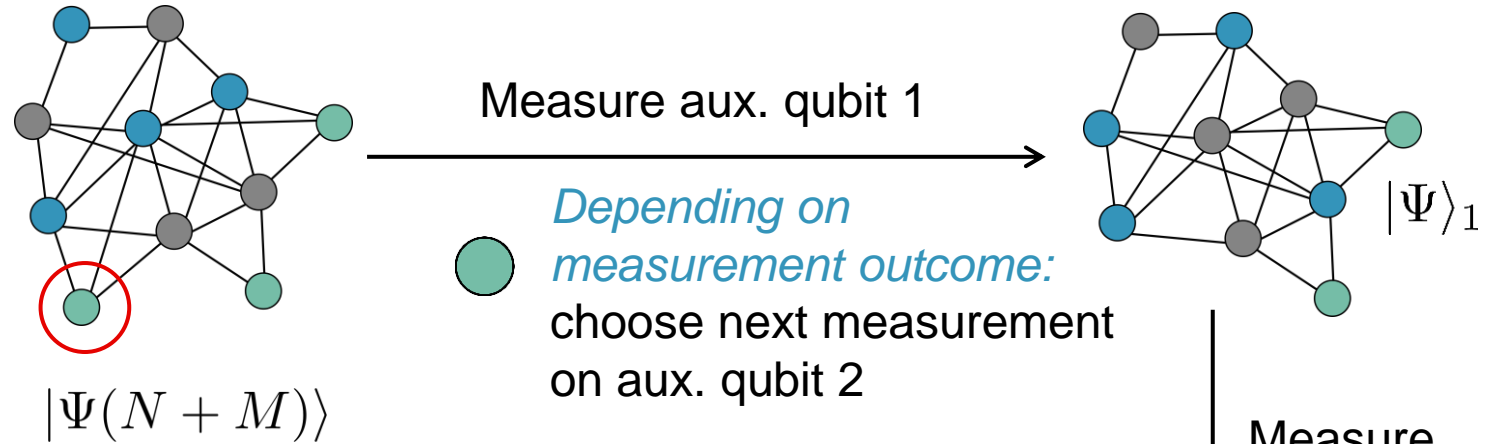 Measure aux. qubit 1
Depending on
measurement outcome:
choose next measurement
on aux. qubit 2
|Ψ⟩₁
|Ψ(N + M)⟩
Measure